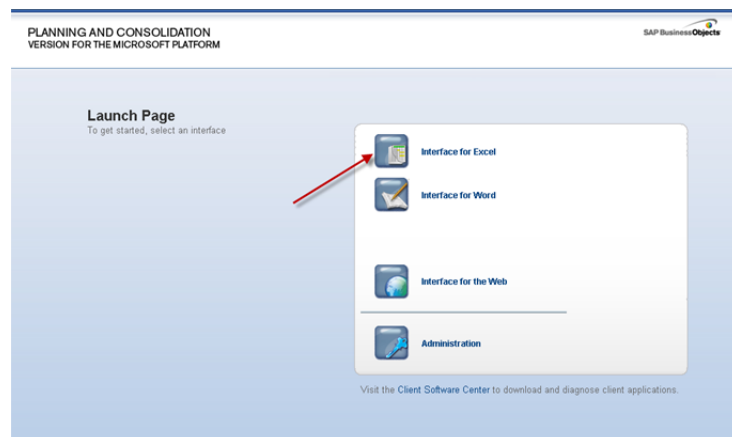 PLANNING AND CONSOLIDATION
VERSION FOR THE MICROSOFT PLATFORM
SAP BusinessObjects
Launch Page
To get started, select an interface
Interface for Excel
Interface for Word
Interface for the Web
Administration
Visit the Client Software Center to download and diagnose client applications.